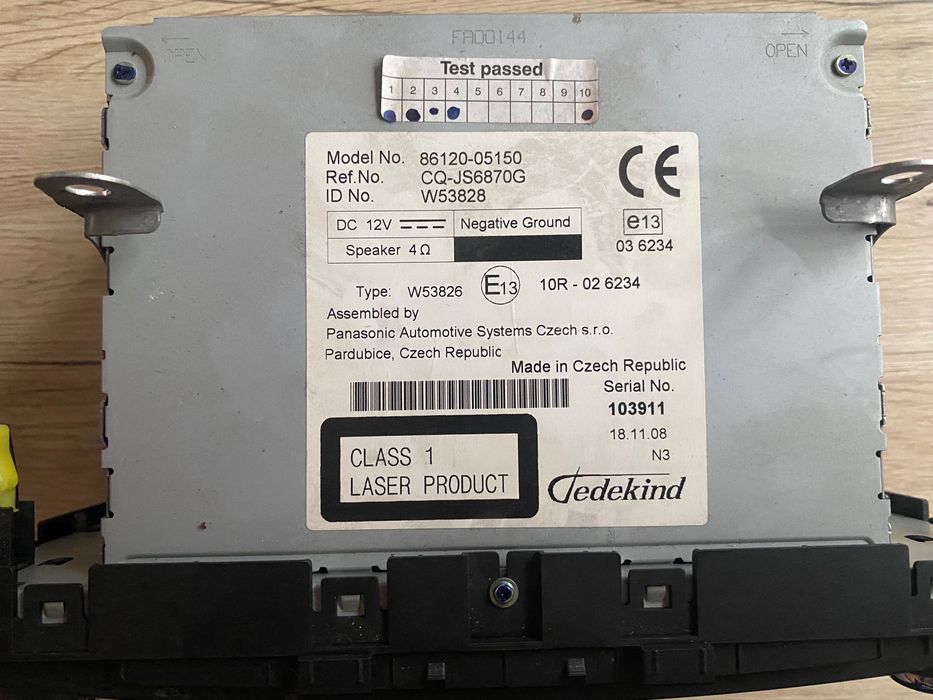 FA00144
OPEN
OPEN
Test passed
1 2 3 4 5 6 7 8 9 10
Model No. 86120-05150
Ref.No. CQ-JS6870G
ID No. W53828
CE
DC 12V Negative Ground
e13
Speaker 4Ω
03 6234
Type: W53826 E13 10R - 02 6234
Assembled by
Panasonic Automotive Systems Czech s.r.o.
Pardubice, Czech Republic
Made in Czech Republic
Serial No.
103911
18.11.08
N3
CLASS 1
LASER PRODUCT
Tedekind